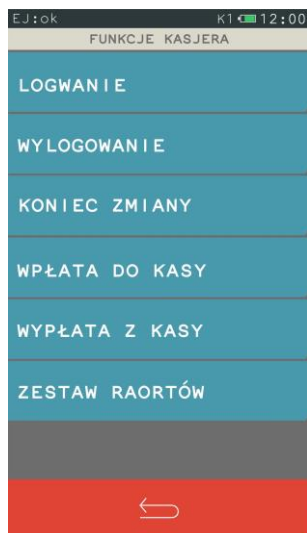 EJ:ok K1 12:00
FUNKCJE KASJERA
LOGWANIE
WYLOGOWANIE
KONIEC ZMIANY
WPŁATA DO KASY
WYPŁATA Z KASY
ZESTAW RAORTÓW